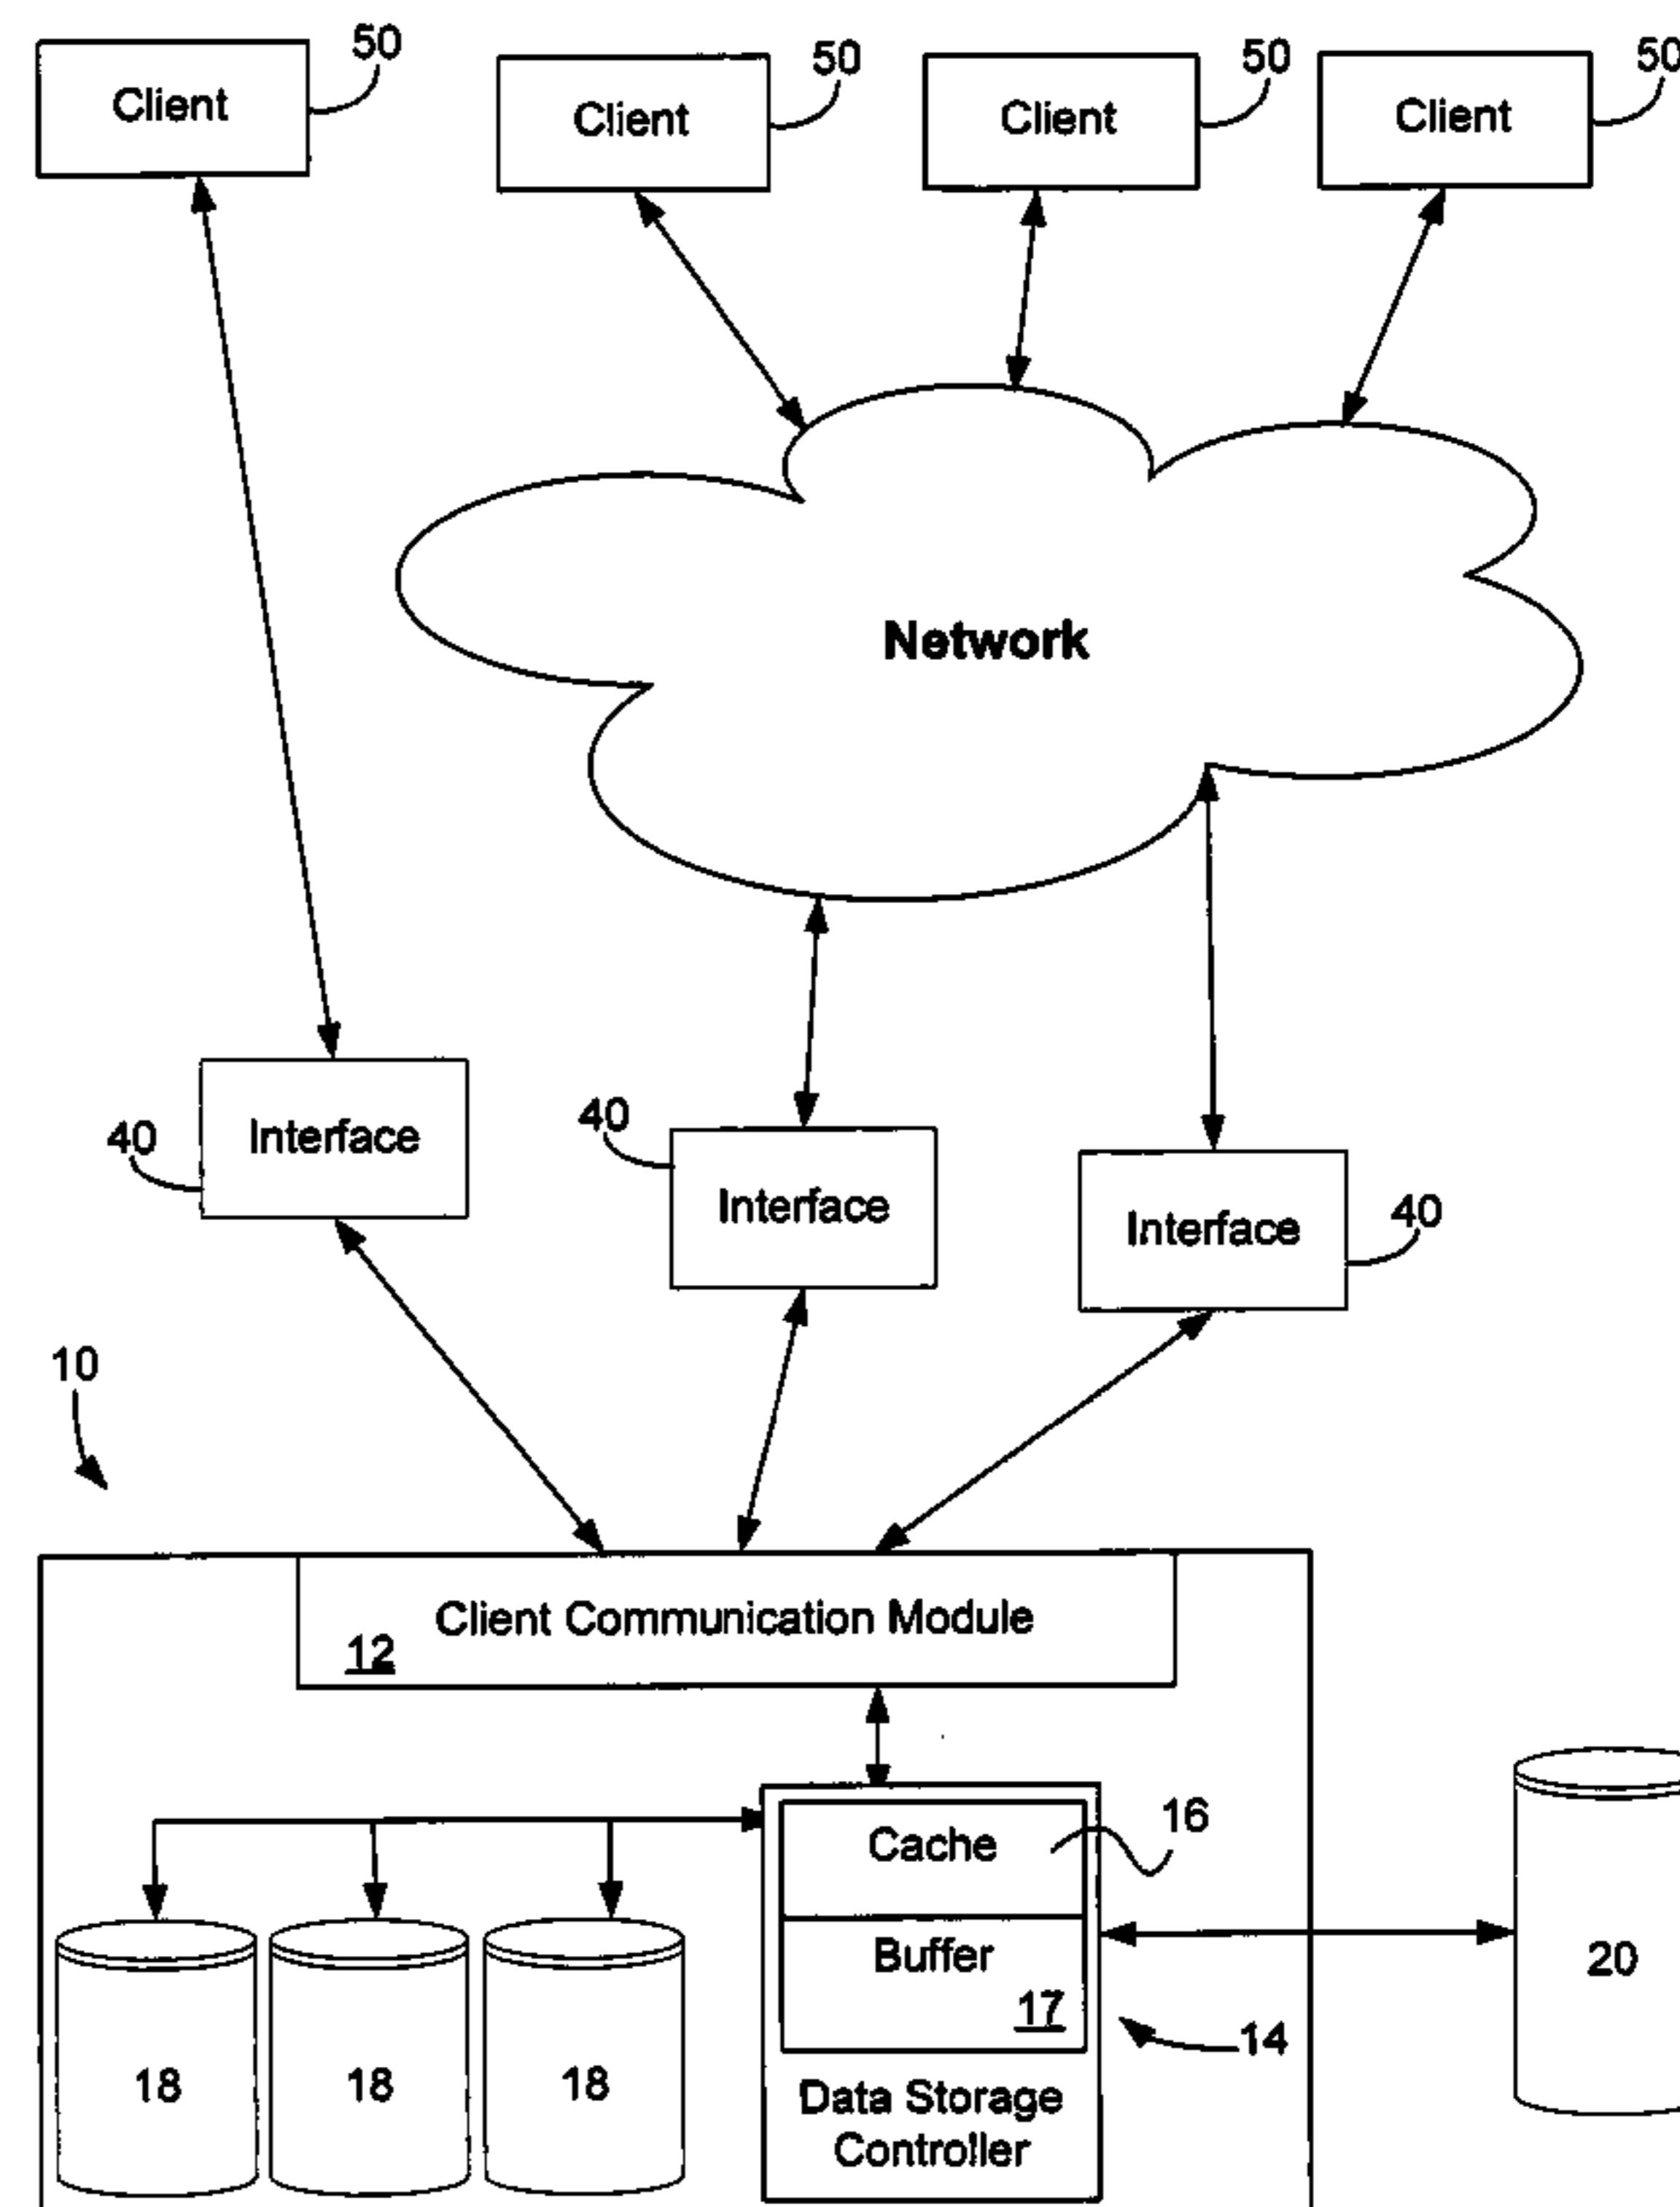 50
50
50
50
Client
Client
Client
Client
Network
40
Interface
40
Interface
Interface
40
10
Client Communication Module
12
Cache
16
Buffer
17
20
14
18
18
18
Data Storage
Controller